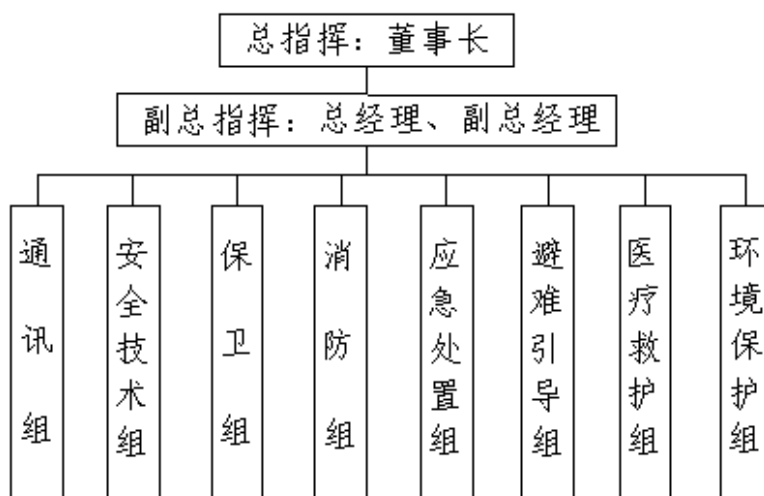 总指挥：董事长
副总指挥：总经理、副总经理
通讯组
安全技术组
保卫组
消防组
应急处置组
避难引导组
医疗救护组
环境保护组